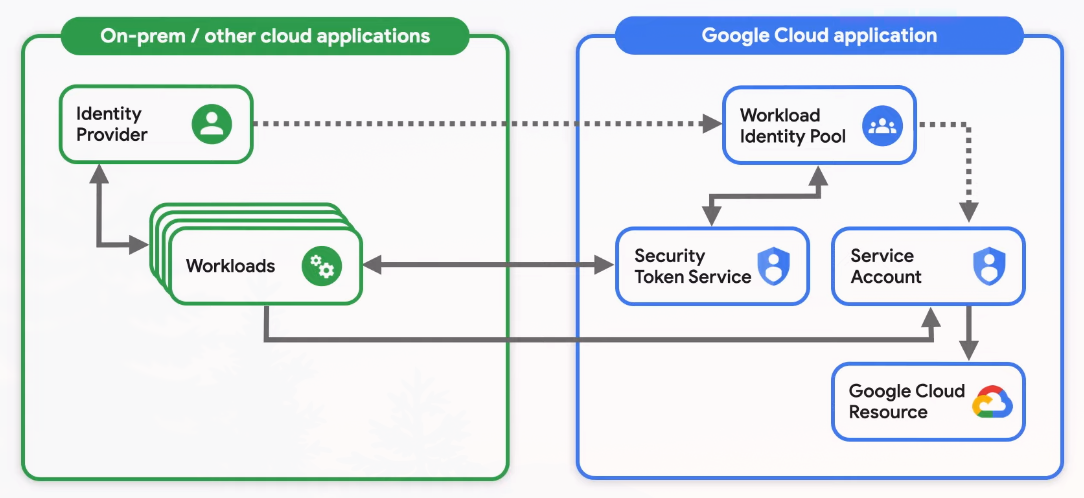 On-prem / other cloud applications
Google Cloud application
Identity
Provider
Workload
Identity Pool
Workloads
Security
Token Service
Service
Account
Google Cloud
Resource